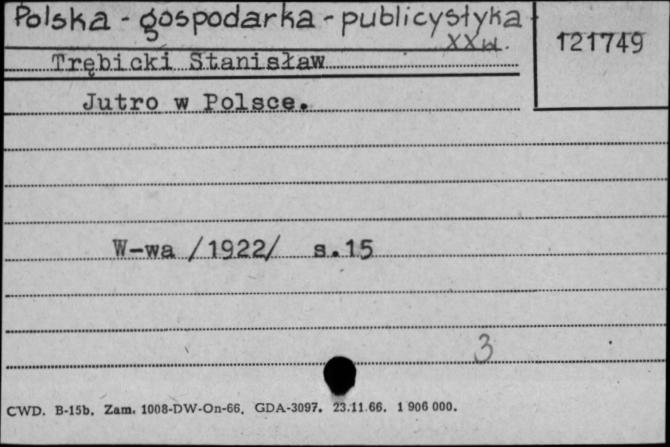 Polska - gospodarka - publicystyka
XX w.
121749
Trębicki Stanisław
Jutro w Polsce.
W-wa /1922/ s.15
3
CWD. B-15b. Zam. 1008-DW-On-66. GDA-3097. 23.11.66. 1 906 000.